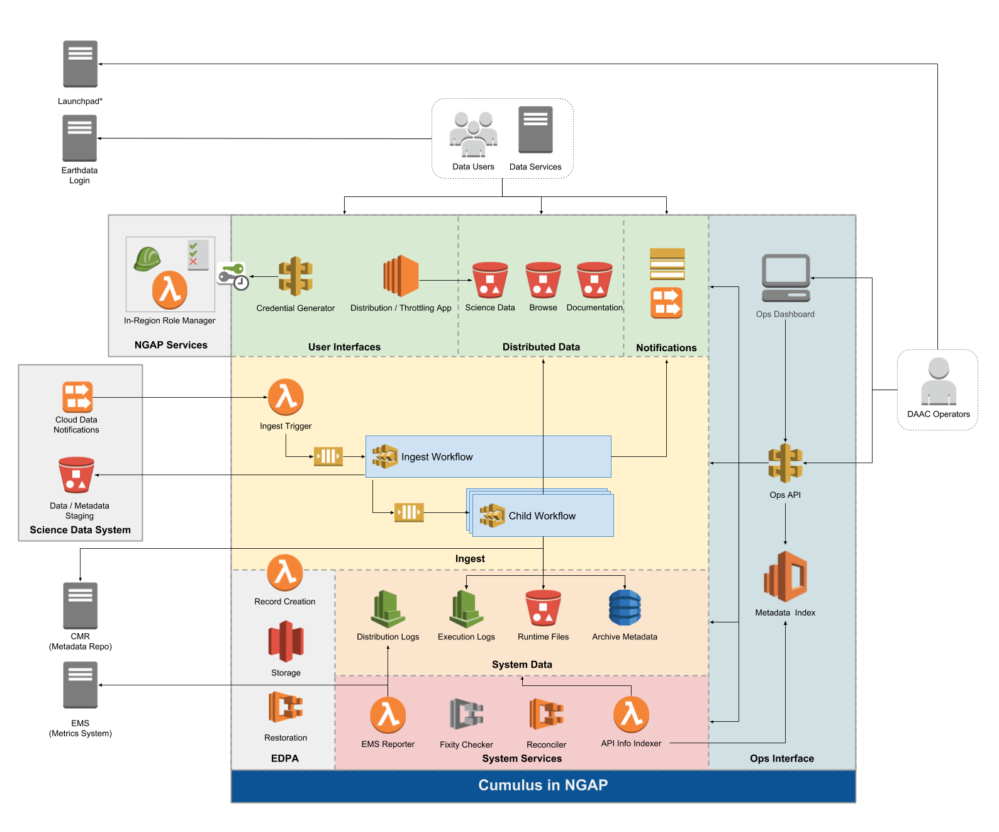 Launchpad*
Earthdata
Login
Data Users
Data Services
In-Region Role Manager
NGAP Services
Credential Generator
Distribution / Throttling App
User Interfaces
Science Data
Browse
Documentation
Distributed Data
Notifications
Ops Dashboard
DAAC Operators
Cloud Data
Notifications
Data / Metadata
Staging
Science Data System
Ingest Trigger
Ingest Workflow
Child Workflow
Ingest
Ops API
Metadata Index
Ops Interface
CMR
(Metadata Repo)
EMS
(Metrics System)
Record Creation
Storage
Restoration
EDPA
Distribution Logs
Execution Logs
Runtime Files
Archive Metadata
System Data
EMS Reporter
Fixity Checker
Reconciler
API Info Indexer
System Services
Cumulus in NGAP